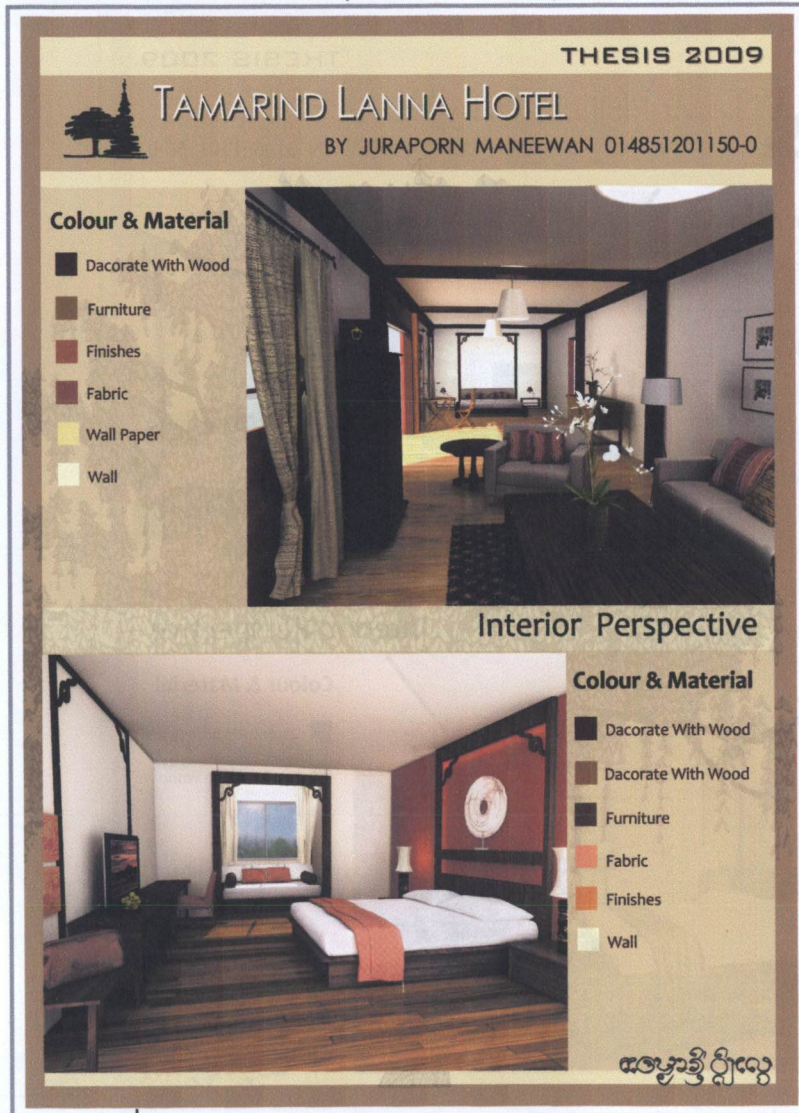 THESIS 2009
TAMARIND LANNA HOTEL
BY JURAPORN MANEEWAN 014851201150-0
Colour & Material
Dacorate With Wood
Furniture
Finishes
Fabric
Wall Paper
Wall
Interior Perspective
Colour & Material
Dacorate With Wood
Dacorate With Wood
Furniture
Fabric
Finishes
Wall